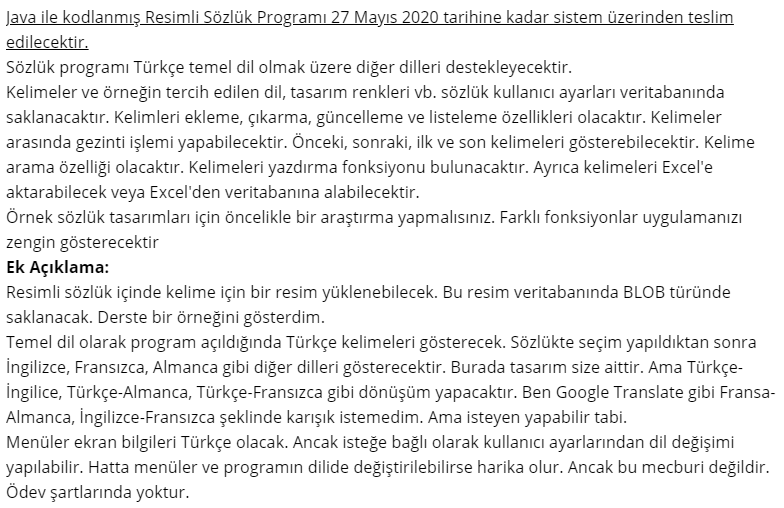 Java ile kodlanmış Resimli Sözlük Programı 27 Mayıs 2020 tarihine kadar sistem üzerinden teslim
edilecektir.
Sözlük programı Türkçe temel dil olmak üzere diğer dilleri destekleyecektir.
Kelimeler ve örneğin tercih edilen dil, tasarım renkleri vb. sözlük kullanıcı ayarları veritabanında
saklanacaktır. Kelimleri ekleme, çıkarma, güncelleme ve listeleme özellikleri olacaktır. Kelimeler
arasında gezinti işlemi yapabilecektir. Önceki, sonraki, ilk ve son kelimeleri gösterebilecektir. Kelime
arama özelliği olacaktır. Kelimeleri yazdırma fonksiyonu bulunacaktır. Ayrıca kelimeleri Excel'e
aktarabilecek veya Excel'den veritabanına alabilecektir.
Örnek sözlük tasarımları için öncelikle bir araştırma yapmalısınız. Farklı fonksiyonlar uygulamanızı
zengin gösterecektir
Ek Açıklama:
Resimli sözlük içinde kelime için bir resim yüklenebilecek. Bu resim veritabanında BLOB türünde
saklanacak. Derste bir örneğini gösterdim.
Temel dil olarak program açıldığında Türkçe kelimeleri gösterecek. Sözlükte seçim yapıldıktan sonra
İngilizce, Fransızca, Almanca gibi diğer dilleri gösterecektir. Burada tasarım size aittir. Ama Türkçe-
İngilice, Türkçe-Almanca, Türkçe-Fransızca gibi dönüşüm yapacaktır. Ben Google Translate gibi Fransa-
Almanca, İngilizce-Fransızca şeklinde karışık istemedim. Ama isteyen yapabilir tabi.
Menüler ekran bilgileri Türkçe olacak. Ancak isteğe bağlı olarak kullanıcı ayarlarından dil değişimi
yapılabilir. Hatta menüler ve programın dilide değiştirilebilirse harika olur. Ancak bu mecburi değildir.
Ödev şartlarında yoktur.